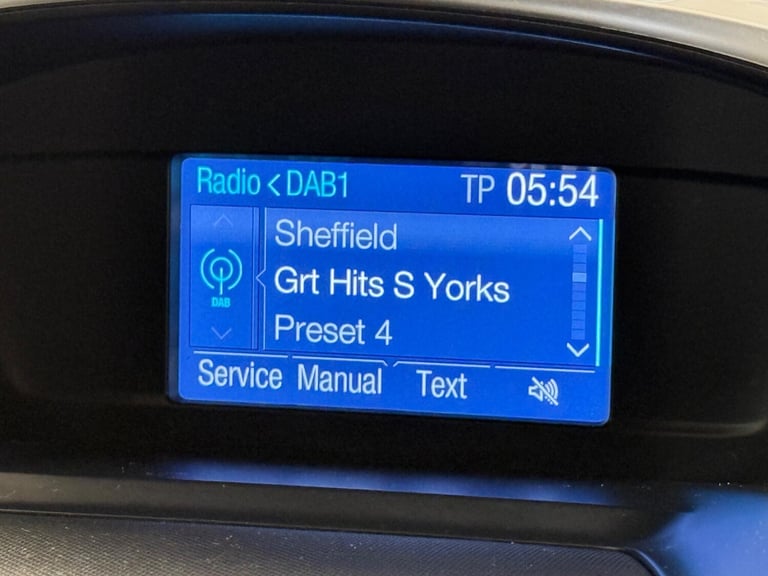 Radio < DAB1 TP 05:54
Sheffield
DAB
Grt Hits S Yorks
Preset 4
Service Manual Text